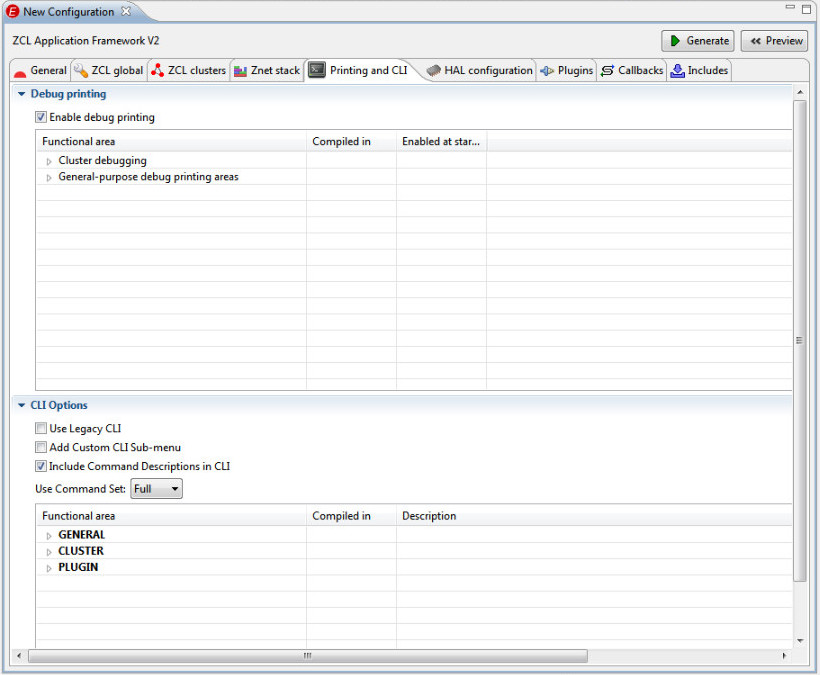 New Configuration
ZCL Application Framework V2
Generate
Preview
General ZCL global ZCL clusters Znet stack Printing and CLI HAL configuration Plugins Callbacks Includes
Debug printing
Enable debug printing
Functional area Compiled in Enabled at star...
Cluster debugging
General-purpose debug printing areas
CLI Options
Use Legacy CLI
Add Custom CLI Sub-menu
Include Command Descriptions in CLI
Use Command Set: Full
Functional area Compiled in Description
GENERAL
CLUSTER
PLUGIN